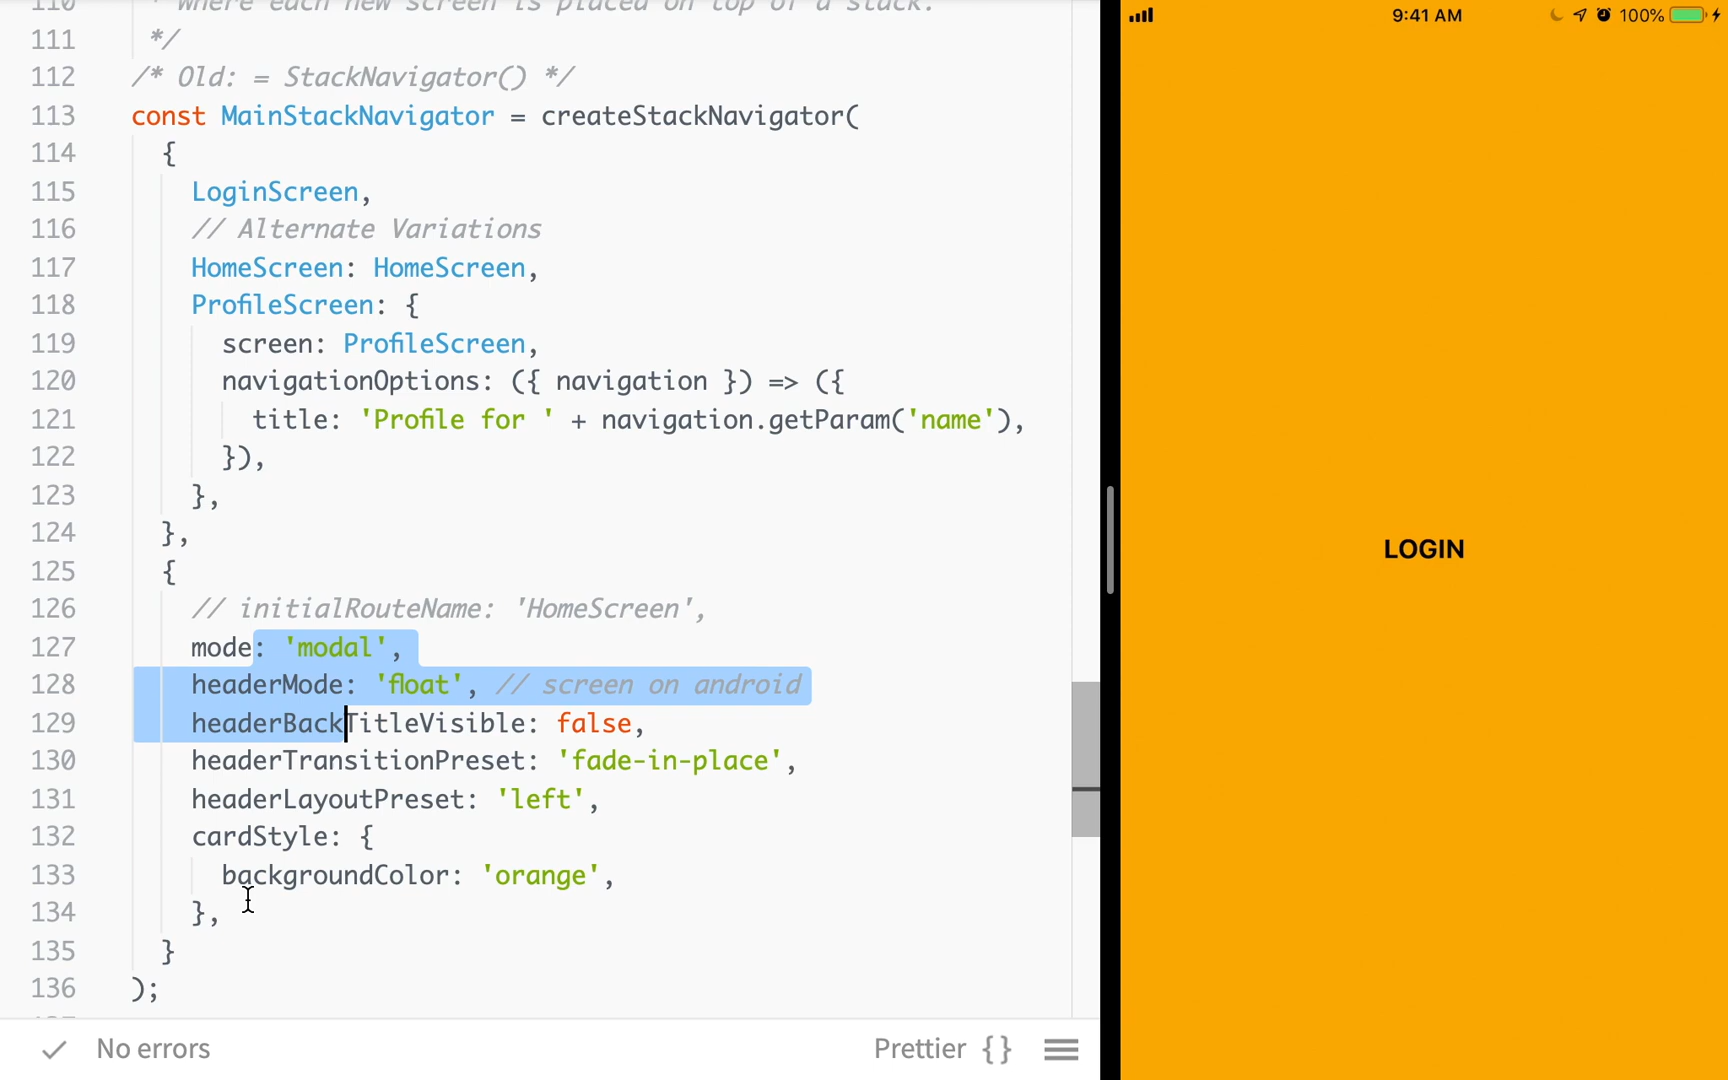 110 * Where each new screen is placed on top of a stack.
111 */
112 /* Old: = StackNavigator() */
113 const MainStackNavigator = createStackNavigator(
114 {
115 LoginScreen,
116 // Alternate Variations
117 HomeScreen: HomeScreen,
118 ProfileScreen: {
119 screen: ProfileScreen,
120 navigationOptions: ({ navigation }) => ({
121 title: 'Profile for ' + navigation.getParam('name'),
122 }),
123 },
124 },
125 {
126 // initialRouteName: 'HomeScreen',
127 mode: 'modal',
128 headerMode: 'float', // screen on android
129 headerBackTitleVisible: false,
130 headerTransitionPreset: 'fade-in-place',
131 headerLayoutPreset: 'left',
132 cardStyle: {
133 backgroundColor: 'orange',
134 },
135 }
136 );
No errors
Prettier {}
9:41 AM
100%
LOGIN